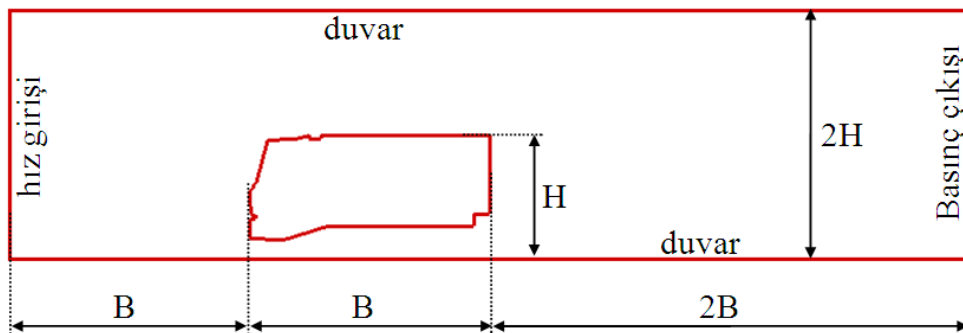 duvar
hız girişi
Basınç çıkışı
2H
H
duvar
B
B
2B